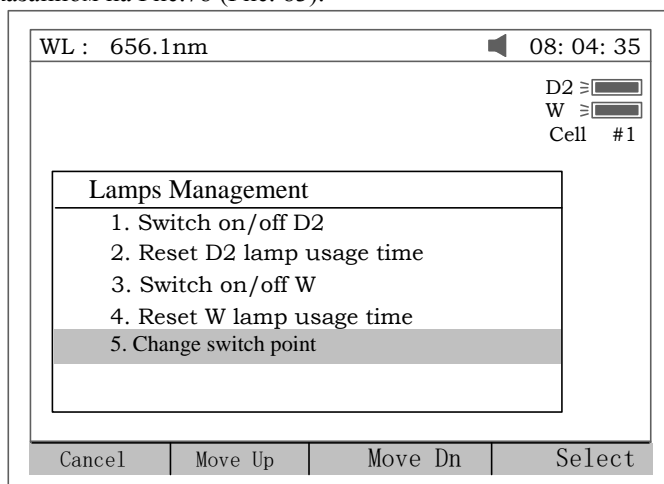 на
WL : 656.1nm 08: 04: 35
D2
W
Cell #1
Lamps Management
1. Switch on/off D2
2. Reset D2 lamp usage time
3. Switch on/off W
4. Reset W lamp usage time
5. Change switch point
Cancel Move Up Move Dn Select